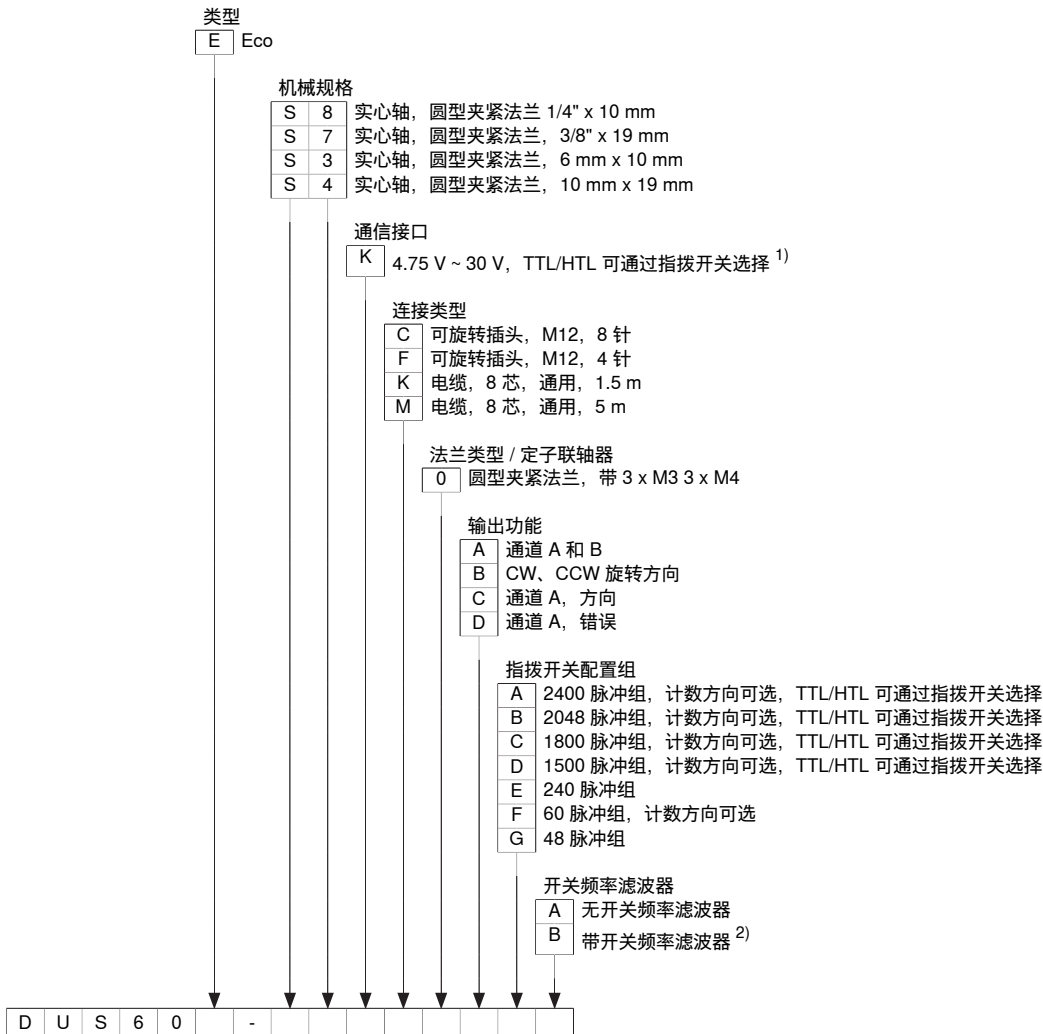 类型
E Eco
机械规格
S 8 实心轴，圆型夹紧法兰 1/4" x 10 mm
S 7 实心轴，圆型夹紧法兰，3/8" x 19 mm
S 3 实心轴，圆型夹紧法兰，6 mm x 10 mm
S 4 实心轴，圆型夹紧法兰，10 mm x 19 mm
通信接口
K 4.75 V ~ 30 V，TTL/HTL 可通过指拨开关选择 1)
连接类型
C 可旋转插头，M12，8 针
F 可旋转插头，M12，4 针
K 电缆，8 芯，通用，1.5 m
M 电缆，8 芯，通用，5 m
法兰类型 / 定子联轴器
0 圆型夹紧法兰，带 3 x M3 3 x M4
输出功能
A 通道 A 和 B
B CW、CCW 旋转方向
C 通道 A，方向
D 通道 A，错误
指拨开关配置组
A 2400 脉冲组，计数方向可选，TTL/HTL 可通过指拨开关选择
B 2048 脉冲组，计数方向可选，TTL/HTL 可通过指拨开关选择
C 1800 脉冲组，计数方向可选，TTL/HTL 可通过指拨开关选择
D 1500 脉冲组，计数方向可选，TTL/HTL 可通过指拨开关选择
E 240 脉冲组
F 60 脉冲组，计数方向可选
G 48 脉冲组
开关频率滤波器
A 无开关频率滤波器
B 带开关频率滤波器 2)
D U S 6 0 -